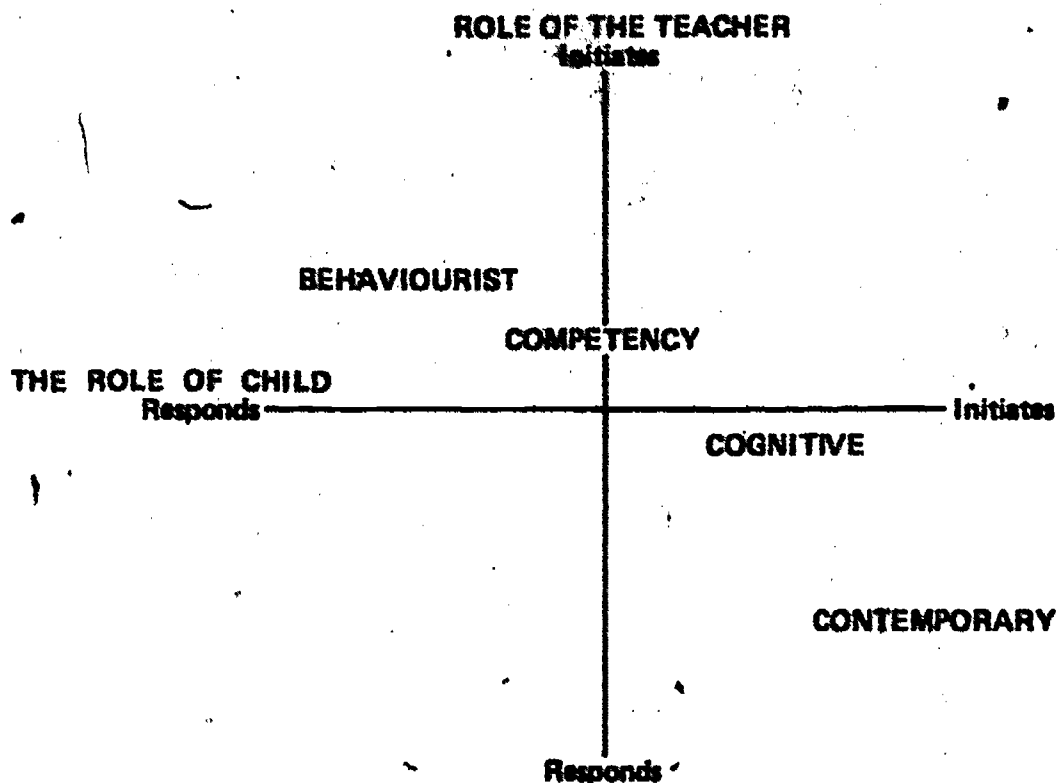 ROLE OF THE TEACHER
Initiates
BEHAVIOURIST
COMPETENCY
THE ROLE OF CHILD
Responds
Initiates
COGNITIVE
CONTEMPORARY
Responds